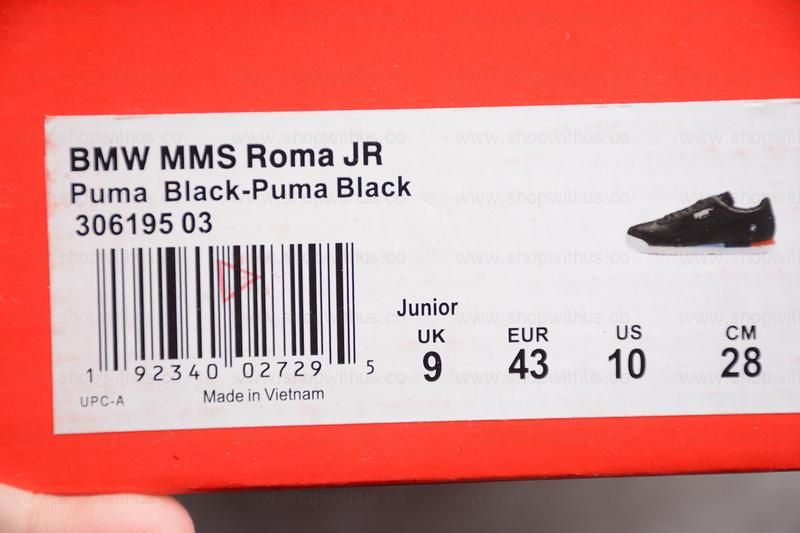 BMW MMS Roma JR
Puma Black-Puma Black
306195 03
1 92340 02729 5
UPC-A
Made in Vietnam
Junior
UK EUR US CM
9 43 10 28
www.shopwithus.co